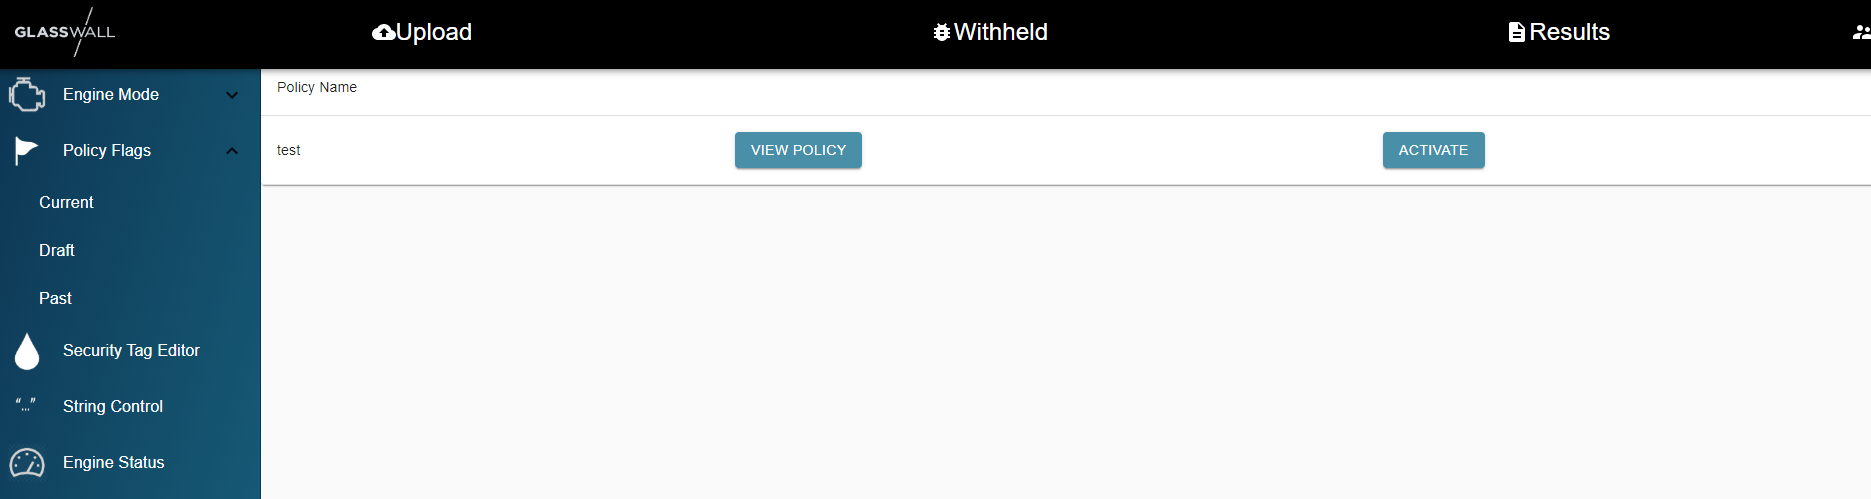 GLASSWALL
Upload
Withheld
Results
Engine Mode
Policy Flags
Current
Draft
Past
Security Tag Editor
"..." String Control
Engine Status
Policy Name
test
VIEW POLICY
ACTIVATE